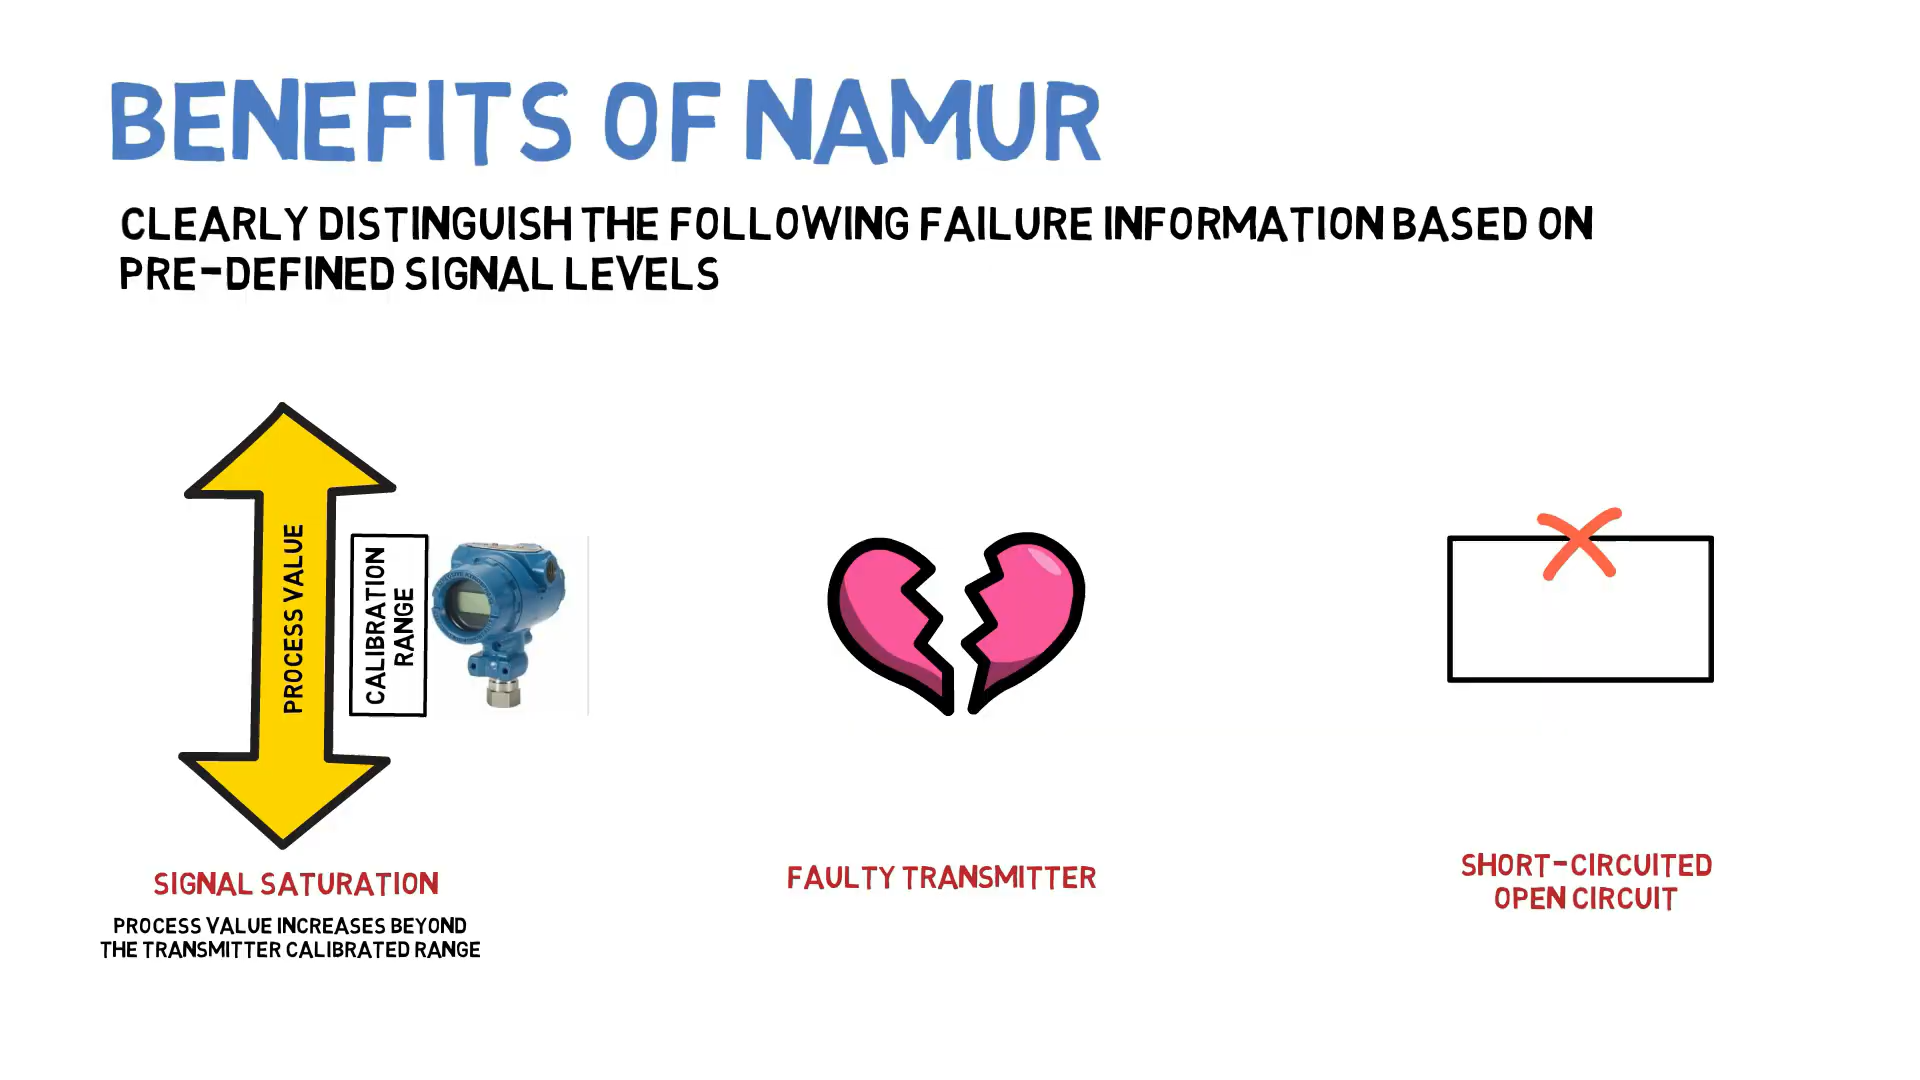 BENEFITS OF NAMUR
CLEARLY DISTINGUISH THE FOLLOWING FAILURE INFORMATION BASED ON
PRE-DEFINED SIGNAL LEVELS
PROCESS VALUE
CALIBRATION
RANGE
SIGNAL SATURATION
PROCESS VALUE INCREASES BEYOND
THE TRANSMITTER CALIBRATED RANGE
FAULTY TRANSMITTER
SHORT-CIRCUITED
OPEN CIRCUIT